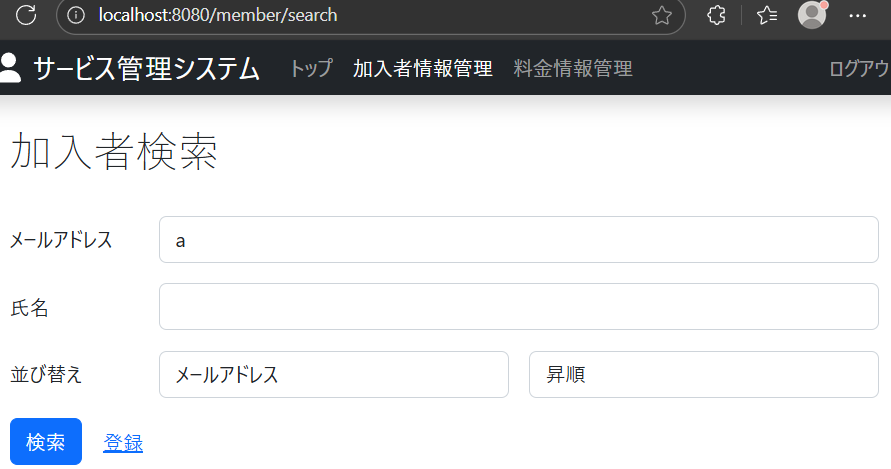 localhost:8080/member/search
サービス管理システム トップ 加入者情報管理 料金情報管理 ログアウ
加入者検索
メールアドレス a
氏名
並び替え メールアドレス 昇順
検索 登録